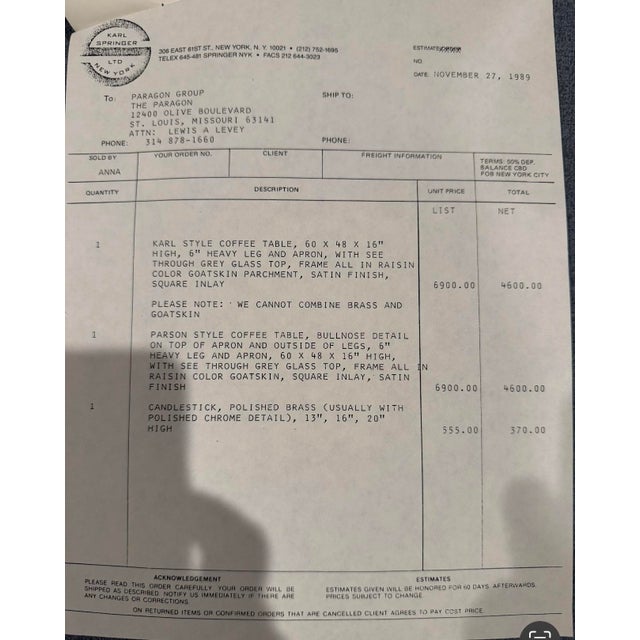 KARL
SPRINGER
LTD
NEW YORK
306 EAST 61ST ST., NEW YORK, N. Y. 10021 • (212) 752-1695
TELEX 645-481 SPRINGER NYK • FACS 212 644-3023
ESTIMATE/ORDER
NO.
DATE: NOVEMBER 27, 1989
To: PARAGON GROUP
THE PARAGON
12400 OLIVE BOULEVARD
ST. LOUIS, MISSOURI 63141
ATTN: LEWIS A LEVEY
PHONE: 314 878-1660
SHIP TO:
PHONE:
SOLD BY
ANNA
YOUR ORDER NO.
CLIENT
FREIGHT INFORMATION
TERMS: 50% DEP.
BALANCE CBD
FOB NEW YORK CITY
QUANTITY DESCRIPTION UNIT PRICE TOTAL
LIST NET
1 KARL STYLE COFFEE TABLE, 60 X 48 X 16"
HIGH, 6" HEAVY LEG AND APRON, WITH SEE
THROUGH GREY GLASS TOP, FRAME ALL IN RAISIN
COLOR GOATSKIN PARCHMENT, SATIN FINISH,
SQUARE INLAY 6900.00 4600.00
PLEASE NOTE: WE CANNOT COMBINE BRASS AND
GOATSKIN
1 PARSON STYLE COFFEE TABLE, BULLNOSE DETAIL
ON TOP OF APRON AND OUTSIDE OF LEGS, 6"
HEAVY LEG AND APRON, 60 X 48 X 16" HIGH,
WITH SEE THROUGH GREY GLASS TOP, FRAME ALL IN
RAISIN COLOR GOATSKIN, SQUARE INLAY, SATIN
FINISH 6900.00 4600.00
1 CANDLESTICK, POLISHED BRASS (USUALLY WITH
POLISHED CHROME DETAIL), 13", 16", 20"
HIGH 555.00 370.00
ACKNOWLEDGEMENT
PLEASE READ THIS ORDER CAREFULLY. YOUR ORDER WILL BE
SHIPPED AS DESCRIBED. NOTIFY US IMMEDIATELY IF THERE ARE
ANY CHANGES OR CORRECTIONS.
ESTIMATES
ESTIMATES GIVEN WILL BE HONORED FOR 60 DAYS. AFTERWARDS,
PRICES SUBJECT TO CHANGE.
ON RETURNED ITEMS OR CONFIRMED ORDERS THAT ARE CANCELLED CLIENT AGREES TO PAY COST PRICE.